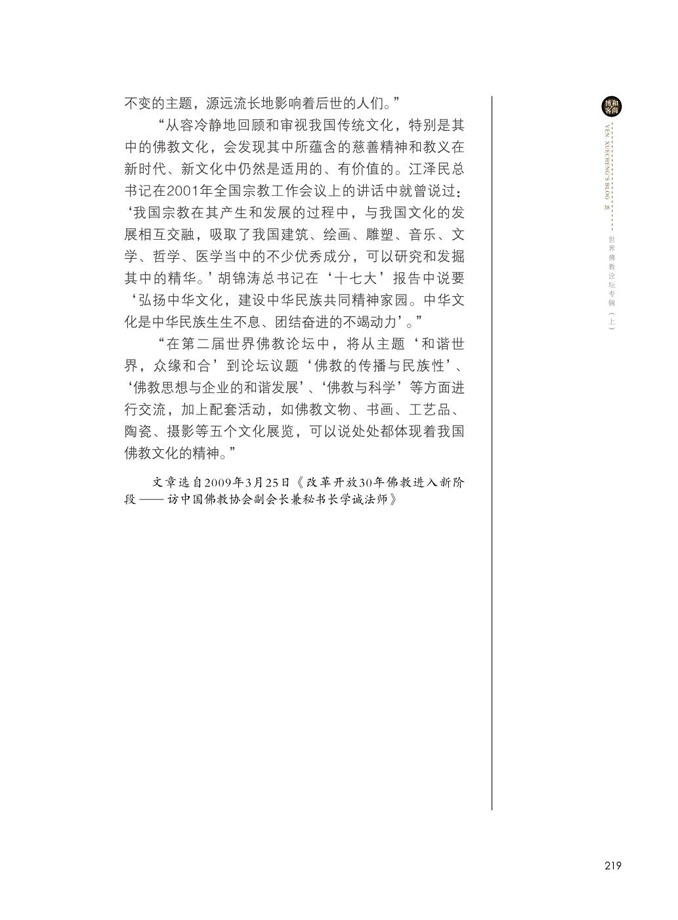 不变的主题，源远流长地影响着后世的人们。”
“从容冷静地回顾和审视我国传统文化，特别是其
中的佛教文化，会发现其中所蕴含的慈善精神和教义在
新时代、新文化中仍然是适用的、有价值的。江泽民总
书记在2001年全国宗教工作会议上的讲话中就曾说过：
‘我国宗教在其产生和发展的过程中，与我国文化的发
展相互交融，吸取了我国建筑、绘画、雕塑、音乐、文
学、哲学、医学当中的不少优秀成分，可以研究和发掘
其中的精华。’胡锦涛总书记在‘十七大’报告中说要
‘弘扬中华文化，建设中华民族共同精神家园。中华文
化是中华民族生生不息、团结奋进的不竭动力’。”
“在第二届世界佛教论坛中，将从主题‘和谐世
界，众缘和合’到论坛议题‘佛教的传播与民族性’、
‘佛教思想与企业的和谐发展’、‘佛教与科学’等方面进
行交流，加上配套活动，如佛教文物、书画、工艺品、
陶瓷、摄影等五个文化展览，可以说处处都体现着我国
佛教文化的精神。”
文章选自2009年3月25日《改革开放30年佛教进入新阶
段——访中国佛教协会副会长兼秘书长学诚法师》
和尚博客
VEN XUECHENG'S BLOG
世界佛教论坛专辑（上）
219